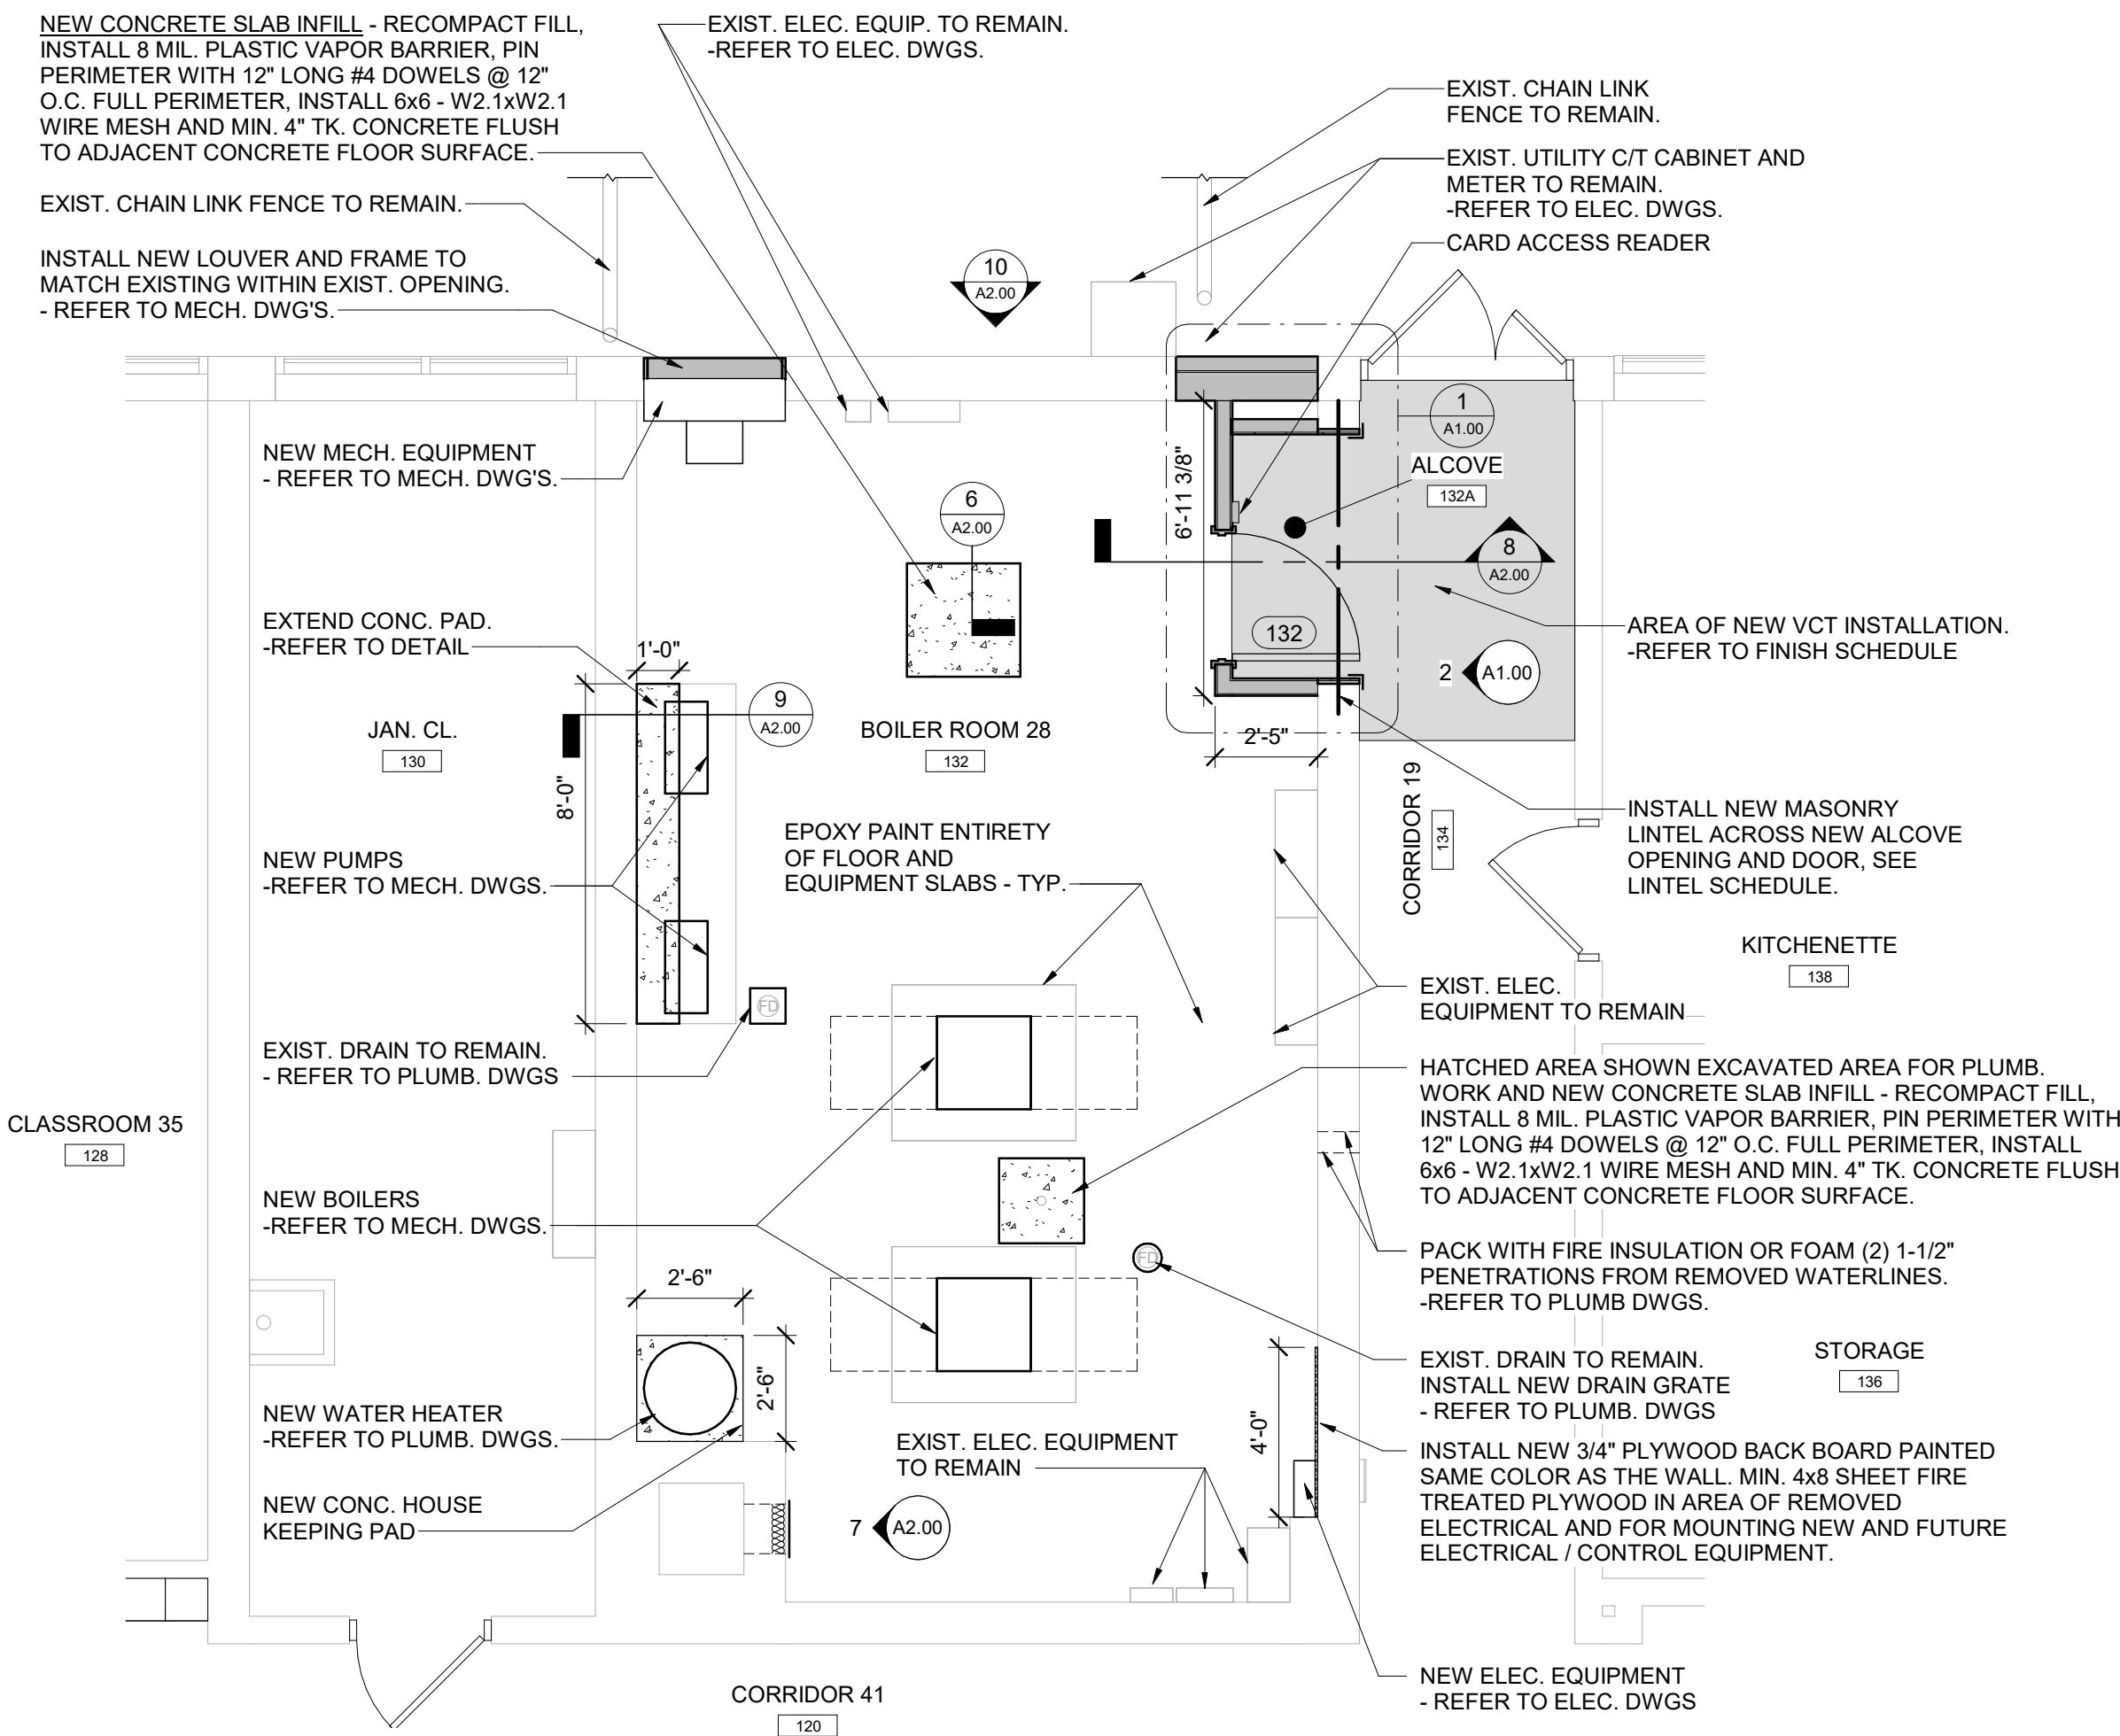 NEW CONCRETE SLAB INFILL - RECOMPACT FILL,
INSTALL 8 MIL. PLASTIC VAPOR BARRIER, PIN
PERIMETER WITH 12" LONG #4 DOWELS @ 12"
O.C. FULL PERIMETER, INSTALL 6x6 - W2.1xW2.1
WIRE MESH AND MIN. 4" TK. CONCRETE FLUSH
TO ADJACENT CONCRETE FLOOR SURFACE.
EXIST. CHAIN LINK FENCE TO REMAIN.
INSTALL NEW LOUVER AND FRAME TO
MATCH EXISTING WITHIN EXIST. OPENING.
- REFER TO MECH. DWG'S.
EXIST. ELEC. EQUIP. TO REMAIN.
-REFER TO ELEC. DWGS.
EXIST. CHAIN LINK
FENCE TO REMAIN.
EXIST. UTILITY C/T CABINET AND
METER TO REMAIN.
-REFER TO ELEC. DWGS.
CARD ACCESS READER
10
A2.00
1
A1.00
ALCOVE
132A
NEW MECH. EQUIPMENT
- REFER TO MECH. DWG'S.
6
A2.00
6'-11 3/8"
8
A2.00
132
2
A1.00
AREA OF NEW VCT INSTALLATION.
-REFER TO FINISH SCHEDULE
EXTEND CONC. PAD.
-REFER TO DETAIL
1'-0"
9
A2.00
JAN. CL.
130
BOILER ROOM 28
132
2'-5"
8'-0"
CORRIDOR 19
134
INSTALL NEW MASONRY
LINTEL ACROSS NEW ALCOVE
OPENING AND DOOR, SEE
LINTEL SCHEDULE.
EPOXY PAINT ENTIRETY
OF FLOOR AND
EQUIPMENT SLABS - TYP.
NEW PUMPS
-REFER TO MECH. DWGS.
KITCHENETTE
138
EXIST. ELEC.
EQUIPMENT TO REMAIN
FD
EXIST. DRAIN TO REMAIN.
- REFER TO PLUMB. DWGS
HATCHED AREA SHOWN EXCAVATED AREA FOR PLUMB.
WORK AND NEW CONCRETE SLAB INFILL - RECOMPACT FILL,
INSTALL 8 MIL. PLASTIC VAPOR BARRIER, PIN PERIMETER WITH
12" LONG #4 DOWELS @ 12" O.C. FULL PERIMETER, INSTALL
6x6 - W2.1xW2.1 WIRE MESH AND MIN. 4" TK. CONCRETE FLUSH
TO ADJACENT CONCRETE FLOOR SURFACE.
CLASSROOM 35
128
NEW BOILERS
-REFER TO MECH. DWGS.
FD
PACK WITH FIRE INSULATION OR FOAM (2) 1-1/2"
PENETRATIONS FROM REMOVED WATERLINES.
-REFER TO PLUMB DWGS.
2'-6"
2'-6"
EXIST. DRAIN TO REMAIN.
INSTALL NEW DRAIN GRATE
- REFER TO PLUMB. DWGS
STORAGE
136
NEW WATER HEATER
-REFER TO PLUMB. DWGS.
EXIST. ELEC. EQUIPMENT
TO REMAIN
4'-0"
INSTALL NEW 3/4" PLYWOOD BACK BOARD PAINTED
SAME COLOR AS THE WALL. MIN. 4x8 SHEET FIRE
TREATED PLYWOOD IN AREA OF REMOVED
ELECTRICAL AND FOR MOUNTING NEW AND FUTURE
ELECTRICAL / CONTROL EQUIPMENT.
NEW CONC. HOUSE
KEEPING PAD
7
A2.00
NEW ELEC. EQUIPMENT
- REFER TO ELEC. DWGS
CORRIDOR 41
120